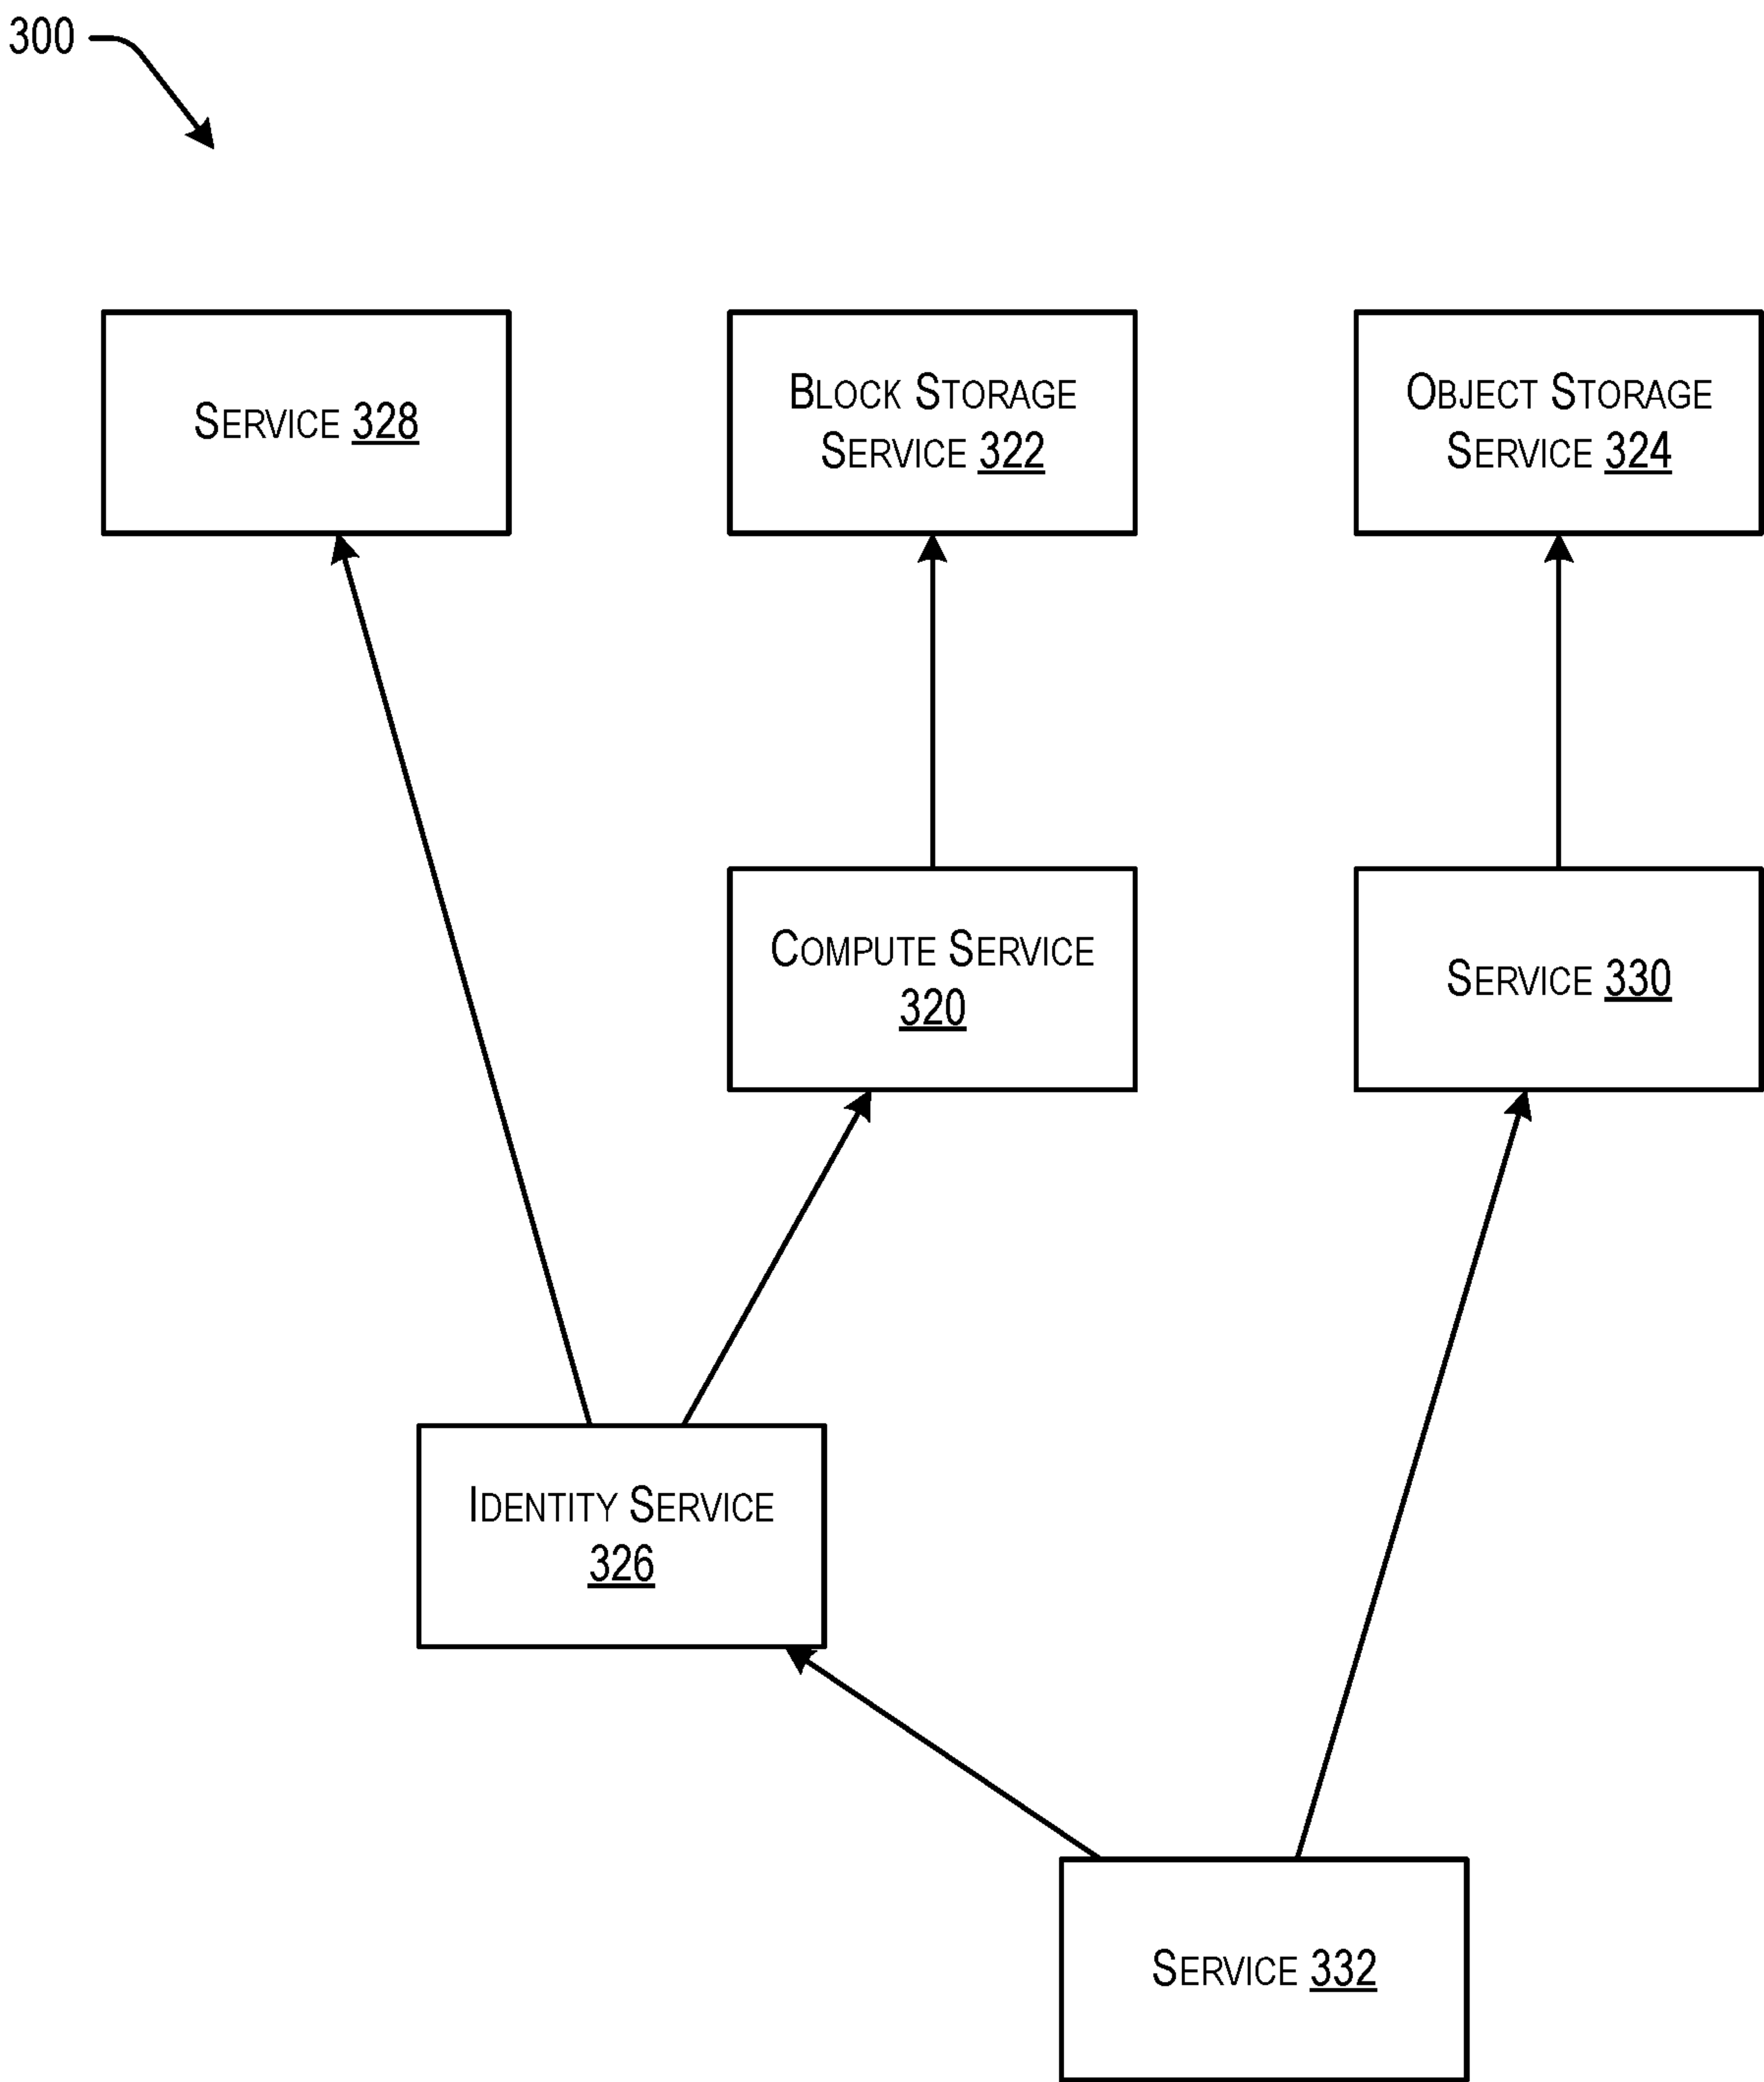 300
SERVICE 328
BLOCK STORAGE
SERVICE 322
OBJECT STORAGE
SERVICE 324
COMPUTE SERVICE
320
SERVICE 330
IDENTITY SERVICE
326
SERVICE 332